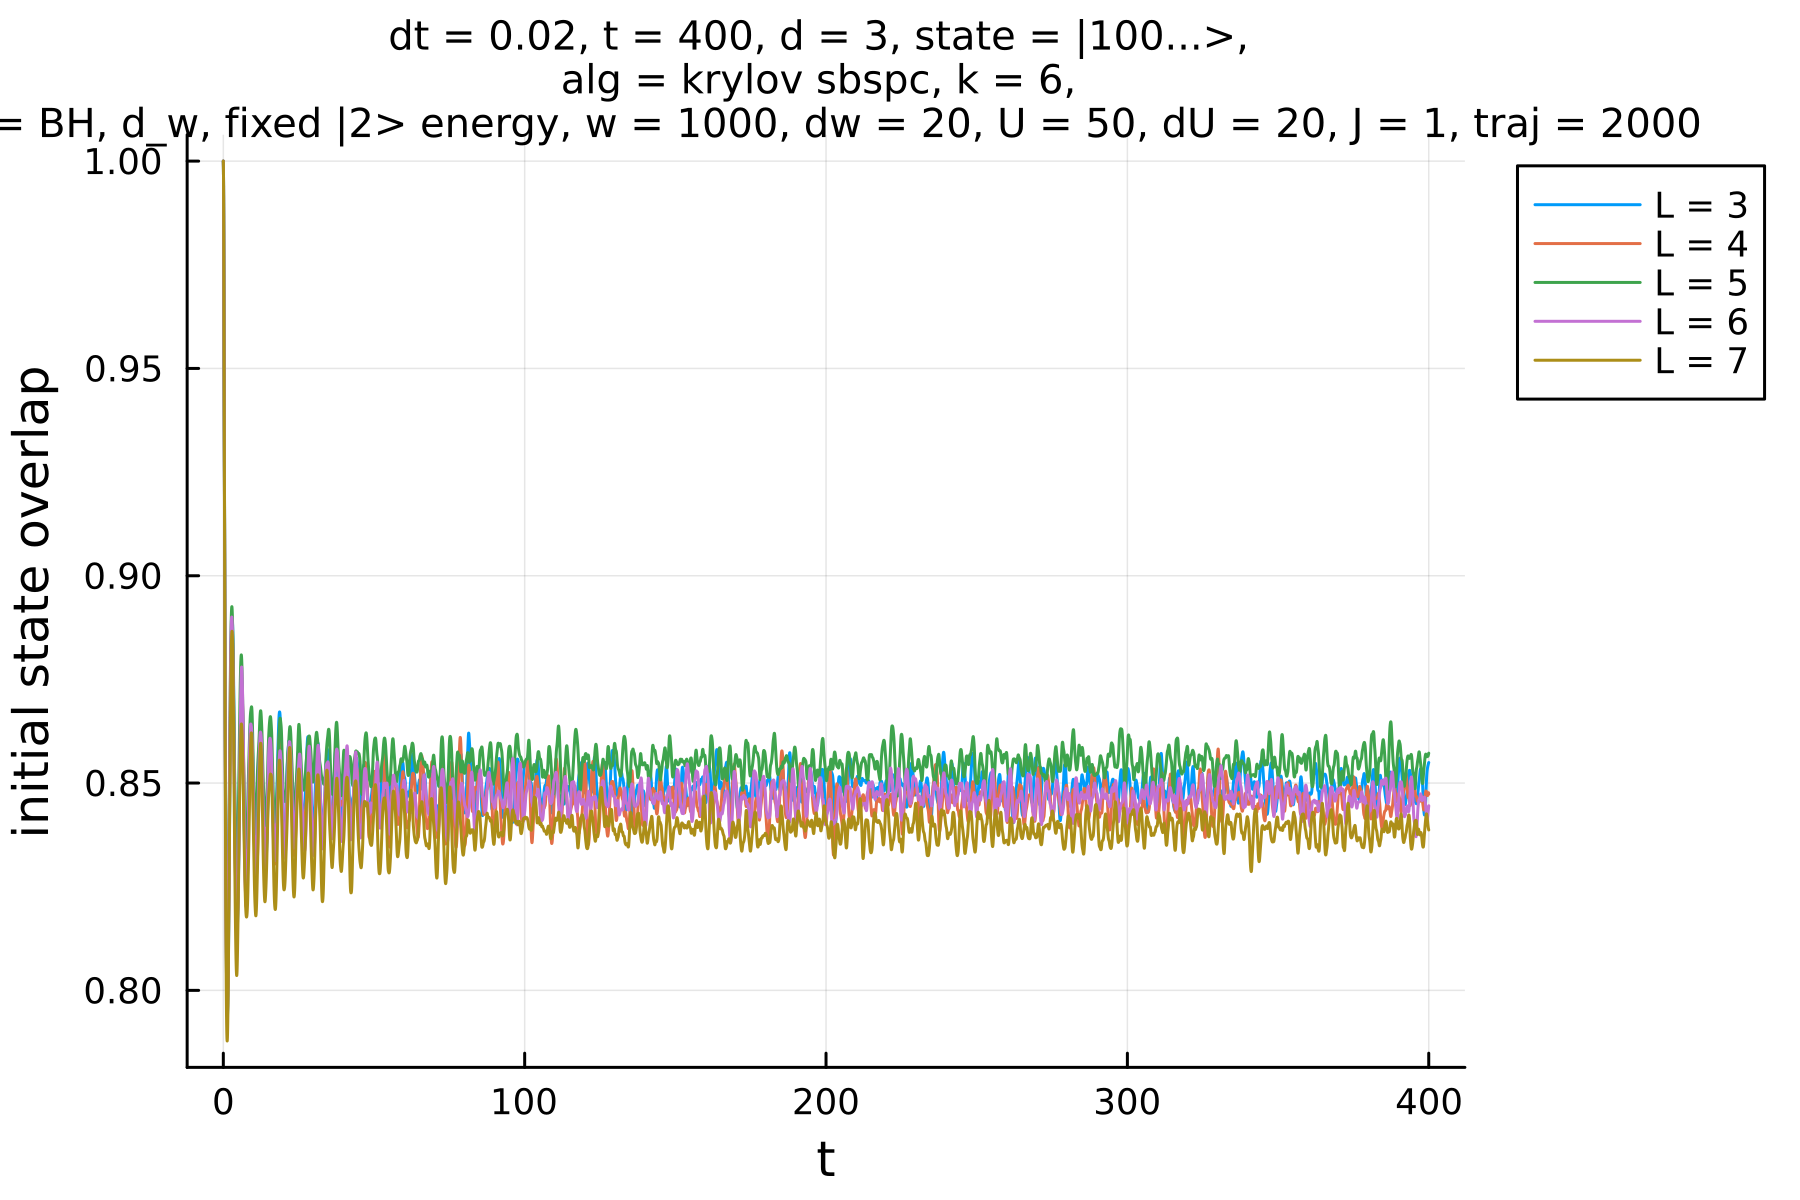 dt = 0.02, t = 400, d = 3, state = |100...>,
alg = krylov sbspc, k = 6,
= BH, d_w, fixed |2> energy, w = 1000, dw = 20, U = 50, dU = 20, J = 1, traj = 2000
1.00
0.95
0.90
0.85
0.80
initial state overlap
0
100
200
300
400
t
L = 3
L = 4
L = 5
L = 6
L = 7